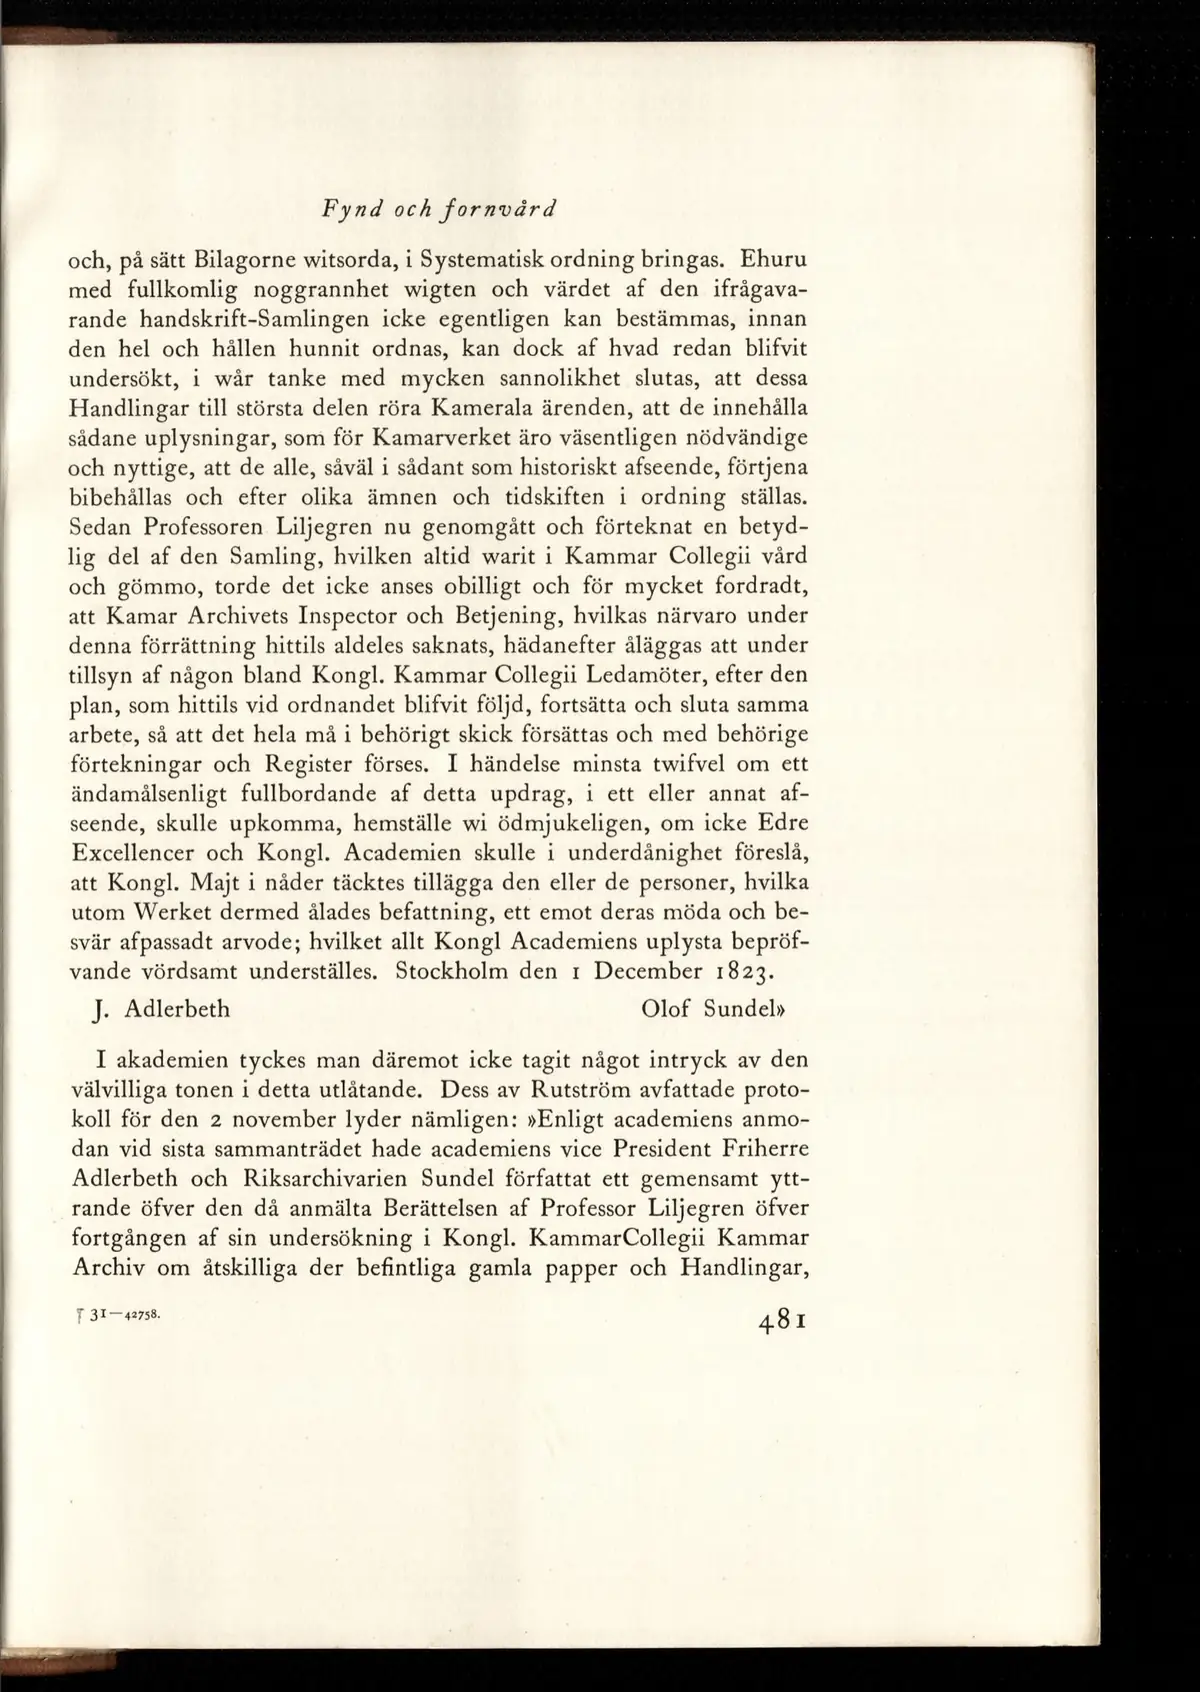 Fynd och fornvård
och, på sätt Bilagorne witsorda, i Systematisk ordning bringas. Ehuru
med fullkomlig noggrannhet wigten och värdet af den ifrågava-
rande handskrift-Samlingen icke egentligen kan bestämmas, innan
den hel och hållen hunnit ordnas, kan dock af hvad redan blifvit
undersökt, i wår tanke med mycken sannolikhet slutas, att dessa
Handlingar till största delen röra Kamerala ärenden, att de innehålla
sådane uplysningar, som för Kamarverket äro väsentligen nödvändige
och nyttige, att de alle, såväl i sådant som historiskt afseende, förtjena
bibehållas och efter olika ämnen och tidskiften i ordning ställas.
Sedan Professoren Liljegren nu genomgått och förteknat en betyd-
lig del af den Samling, hvilken altid warit i Kammar Collegii vård
och gömmo, torde det icke anses obilligt och för mycket fordradt,
att Kamar Archivets Inspector och Betjening, hvilkas närvaro under
denna förrättning hittils aldeles saknats, hädanefter åläggas att under
tillsyn af någon bland Kongl. Kammar Collegii Ledamöter, efter den
plan, som hittils vid ordnandet blifvit följd, fortsätta och sluta samma
arbete, så att det hela må i behörigt skick försättas och med behörige
förtekningar och Register förses. I händelse minsta twifvel om ett
ändamålsenligt fullbordande af detta updrag, i ett eller annat af-
seende, skulle upkomma, hemställe wi ödmjukeligen, om icke Edre
Excellencer och Kongl. Academien skulle i underdånighet föreslå,
att Kongl. Majt i nåder täcktes tillägga den eller de personer, hvilka
utom Werket dermed ålades befattning, ett emot deras möda och be-
svär afpassadt arvode; hvilket allt Kongl Academiens uplysta bepröf-
vande vördsamt underställes. Stockholm den 1 December 1823.
J. Adlerbeth Olof Sundel»
I akademien tyckes man däremot icke tagit något intryck av den
välvilliga tonen i detta utlåtande. Dess av Rutström avfattade proto-
koll för den 2 november lyder nämligen: »Enligt academiens anmo-
dan vid sista sammanträdet hade academiens vice President Friherre
Adlerbeth och Riksarchivarien Sundel författat ett gemensamt ytt-
rande öfver den då anmälta Berättelsen af Professor Liljegren öfver
fortgången af sin undersökning i Kongl. KammarCollegii Kammar
Archiv om åtskilliga der befintliga gamla papper och Handlingar,
31—42758.
481